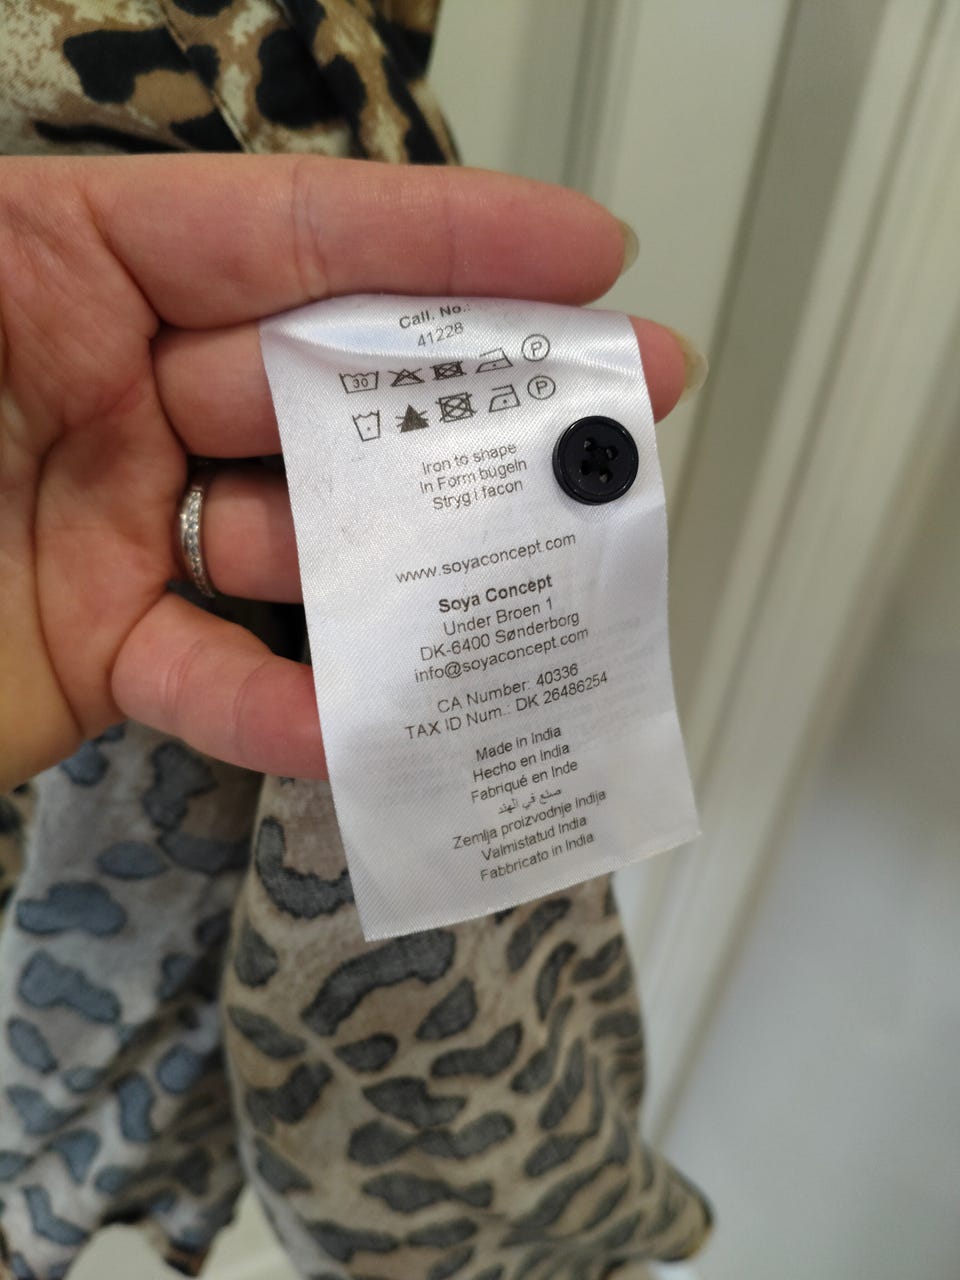 Call. No.:
41228
30
P
P
Iron to shape
In Form bügeln
Stryg i facon
www.soyaconcept.com
Soya Concept
Under Broen 1
DK-6400 Sønderborg
info@soyaconcept.com
CA Number: 40336
TAX ID Num.: DK 26486254
Made in India
Hecho en India
Fabriqué en Inde
صنع في الهند
Zemlja proizvodnje Indija
Valmistatud India
Fabbricato in India